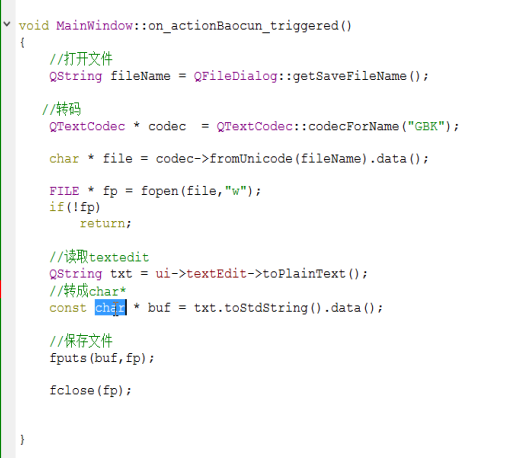 void MainWindow::on_actionBaocun_triggered()
{
//打开文件
QString fileName = QFileDialog::getSaveFileName();
//转码
QTextCodec * codec  = QTextCodec::codecForName("GBK");
char * file = codec->fromUnicode(fileName).data();
FILE * fp = fopen(file,"w");
if(!fp)
return;
//读取textedit
QString txt = ui->textEdit->toPlainText();
//转成char*
const char * buf = txt.toStdString().data();
//保存文件
fputs(buf,fp);
fclose(fp);
}